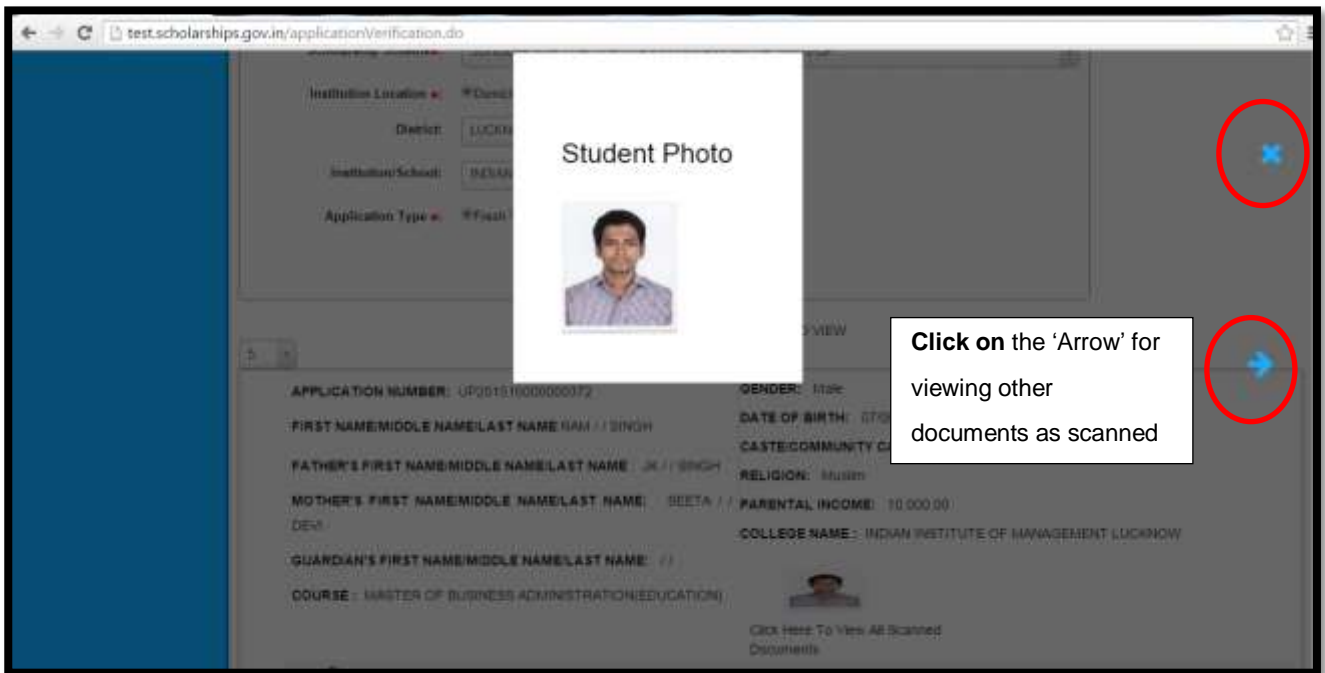 test.scholarships.gov.in/applicationVerification.do
Institution Location
District: LUCKN
Institution/School: INDIAN
Application Type Fresh
Student Photo
VIEW
5
Click on the ‘Arrow’ for
viewing other
documents as scanned
APPLICATION NUMBER:
GENDER: Male
FIRST NAME/MIDDLE NAME/LAST NAME RAM / / SINGH
DATE OF BIRTH:
CASTE/COMMUNITY
FATHER'S FIRST NAME/MIDDLE NAME/LAST NAME : JK / / SINGH
RELIGION: Muslim
MOTHER'S FIRST NAME/MIDDLE NAME/LAST NAME: SEETA / /
DEVI
PARENTAL INCOME: 10,000.00
COLLEGE NAME : INDIAN INSTITUTE OF MANAGEMENT LUCKNOW
GUARDIAN'S FIRST NAME/MIDDLE NAME/LAST NAME: / /
COURSE : MASTER OF BUSINESS ADMINISTRATION(EDUCATION)
Click Here To View All Scanned
Documents